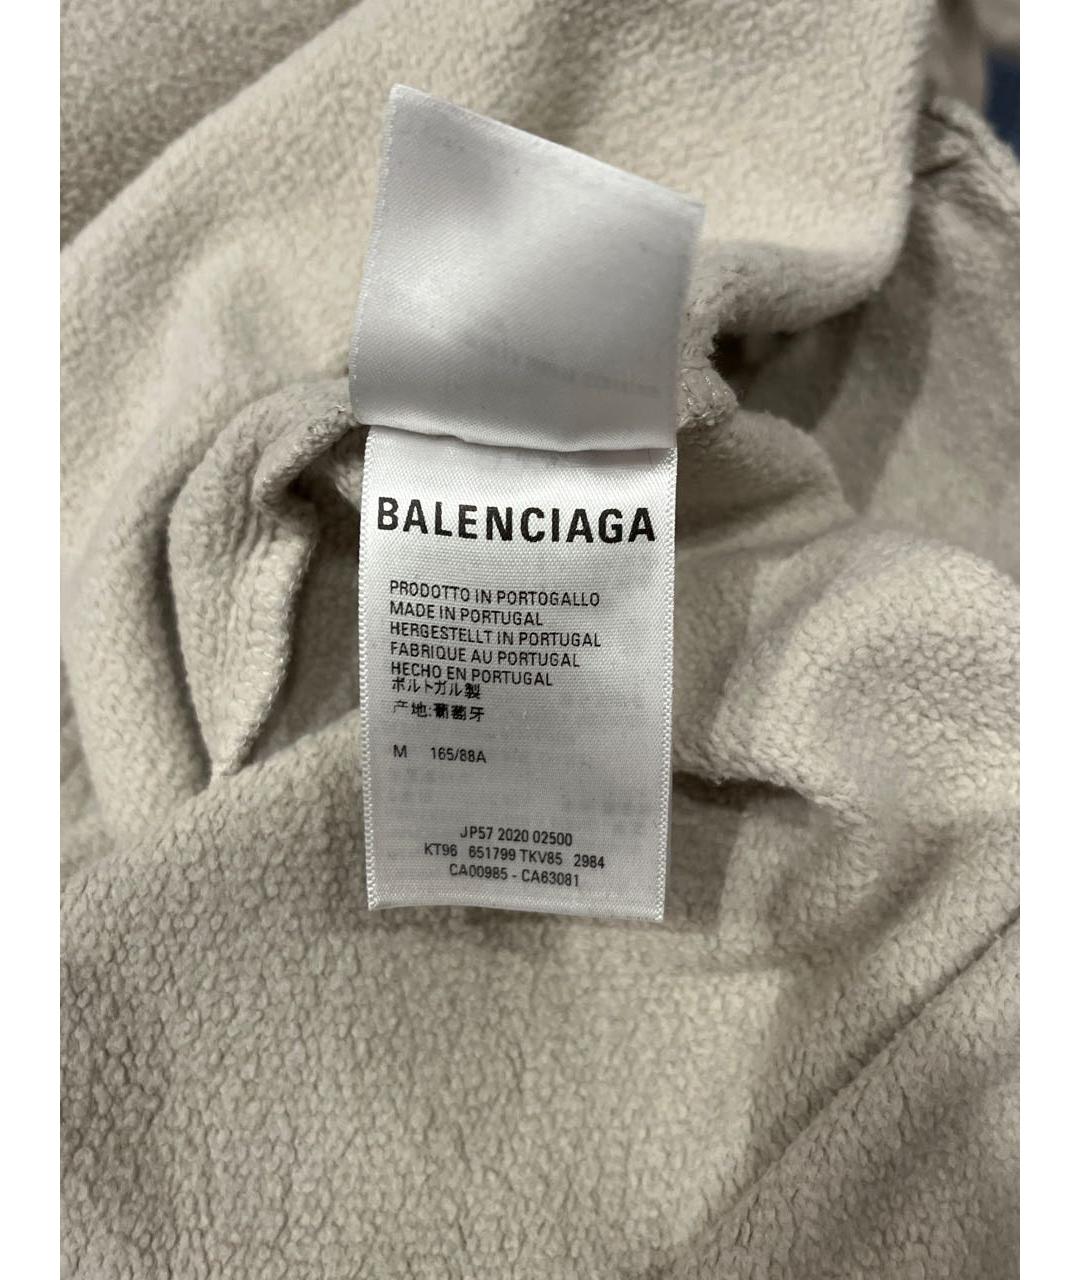 BALENCIAGA
PRODOTTO IN PORTOGALLO
MADE IN PORTUGAL
HERGESTELLT IN PORTUGAL
FABRIQUE AU PORTUGAL
HECHO EN PORTUGAL
ポルトガル製
产地:葡萄牙
M 165/88A
JP57 2020 02500
KT96 651799 TKV85 2984
CA00985 - CA63081